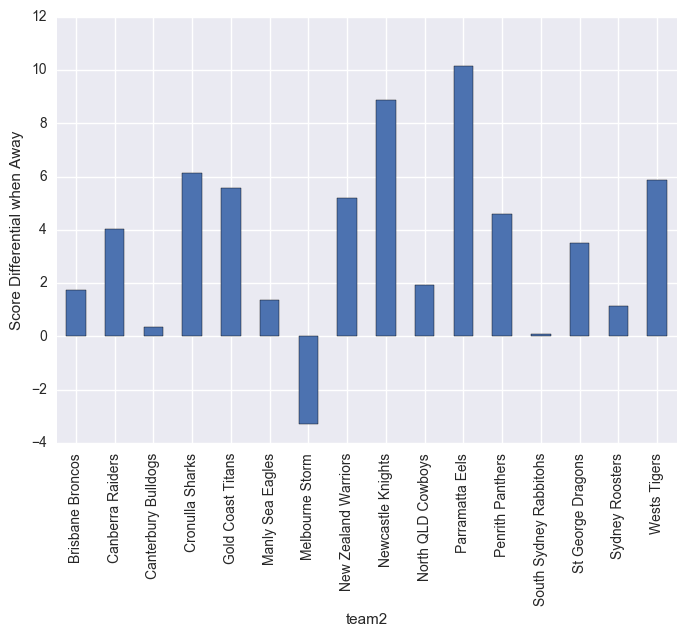 12
10
8
6
4
2
0
−2
−4
Score Differential when Away
Brisbane Broncos
Canberra Raiders
Canterbury Bulldogs
Cronulla Sharks
Gold Coast Titans
Manly Sea Eagles
Melbourne Storm
New Zealand Warriors
Newcastle Knights
North QLD Cowboys
Parramatta Eels
Penrith Panthers
South Sydney Rabbitohs
St George Dragons
Sydney Roosters
Wests Tigers
team2